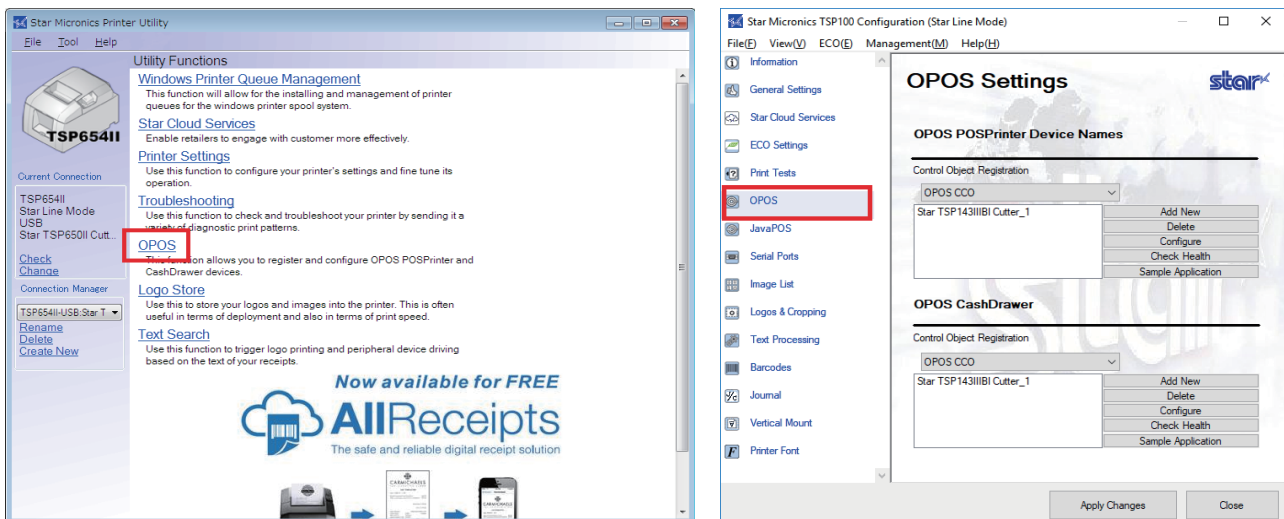 Star Micronics Printer Utility
File Tool Help
Utility Functions
TSP654II
Current Connection
TSP654II
Star Line Mode
USB
Star TSP650II Cutt...
Check
Change
Connection Manager
TSP654II-USB:Star T
Rename
Delete
Create New
Windows Printer Queue Management
This function will allow for the installing and management of printer
queues for the windows printer spool system.
Star Cloud Services
Enable retailers to engage with customer more effectively.
Printer Settings
Use this function to configure your printer's settings and fine tune its
operation.
Troubleshooting
Use this function to check and troubleshoot your printer by sending it a
variety of diagnostic print patterns.
OPOS
This function allows you to register and configure OPOS POSPrinter and
CashDrawer devices.
Logo Store
Use this to store your logos and images into the printer. This is often
useful in terms of deployment and also in terms of print speed.
Text Search
Use this function to trigger logo printing and peripheral device driving
based on the text of your receipts.
Now available for FREE
AllReceipts
The safe and reliable digital receipt solution
CARMICHAELS
CARMICHAELS
Star Micronics TSP100 Configuration (Star Line Mode)
File(F) View(V) ECO(E) Management(M) Help(H)
Information
General Settings
Star Cloud Services
ECO Settings
Print Tests
OPOS
JavaPOS
Serial Ports
Image List
Logos & Cropping
Text Processing
Barcodes
Journal
Vertical Mount
Printer Font
OPOS Settings
star
OPOS POSPrinter Device Names
Control Object Registration
OPOS CCO
Star TSP143IIIBI Cutter_1
Add New
Delete
Configure
Check Health
Sample Application
OPOS CashDrawer
Control Object Registration
OPOS CCO
Star TSP143IIIBI Cutter_1
Add New
Delete
Configure
Check Health
Sample Application
Apply Changes
Close